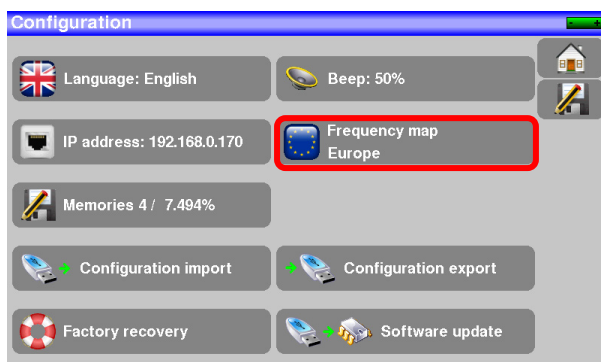 Configuration
Language: English
Beep: 50%
IP address: 192.168.0.170
Frequency map
Europe
Memories 4 / 7.494%
Configuration import
Configuration export
Factory recovery
Software update